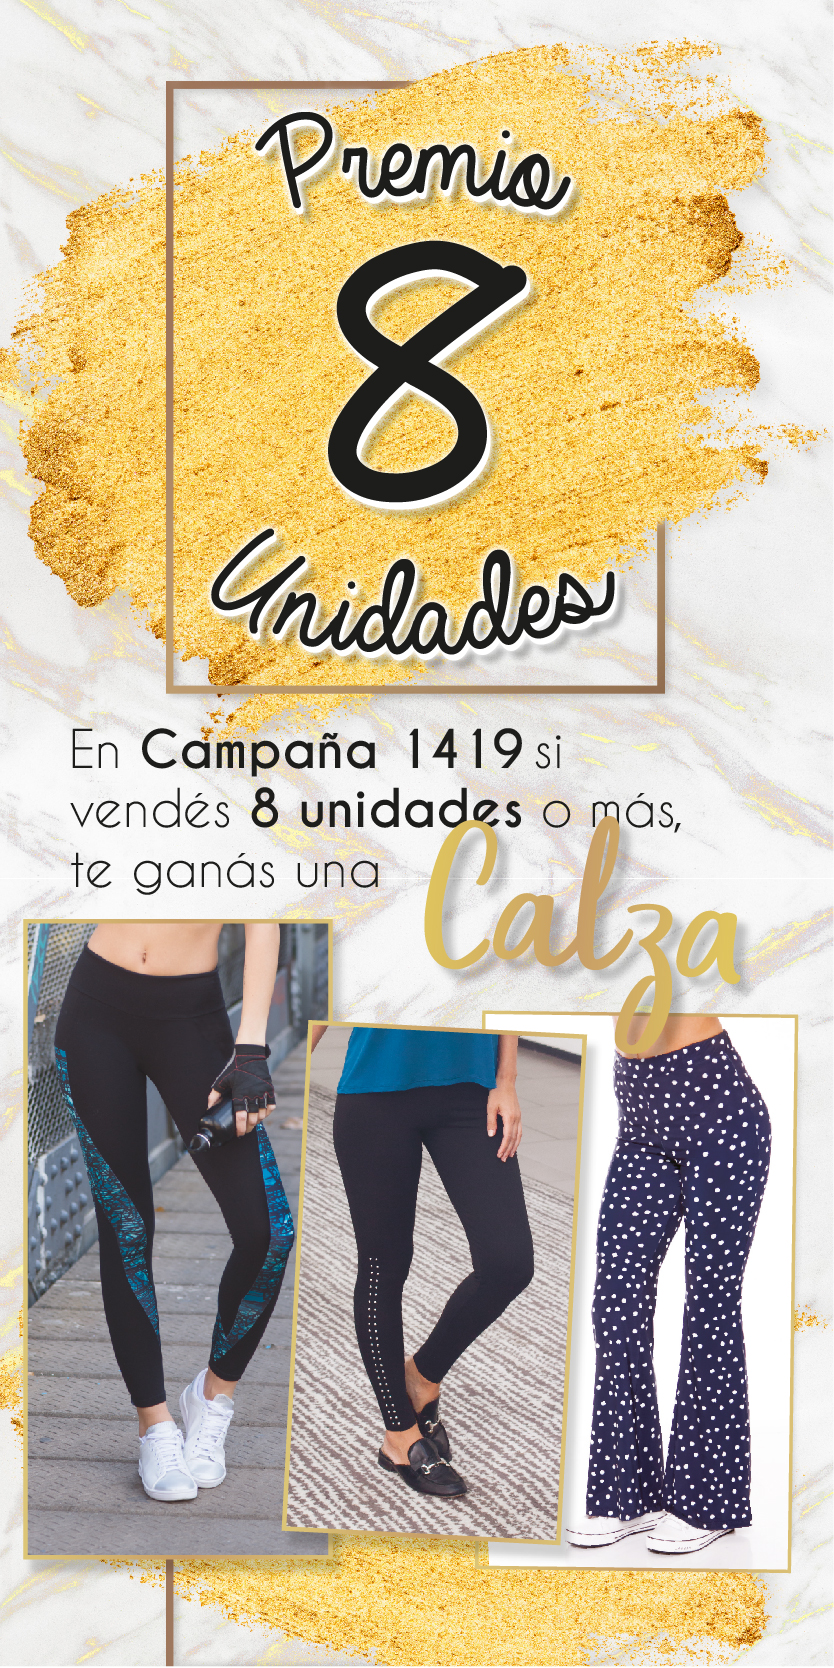 Premio
8
Unidades
En Campaña 1419 si
vendés 8 unidades o más,
te ganás una
Calza